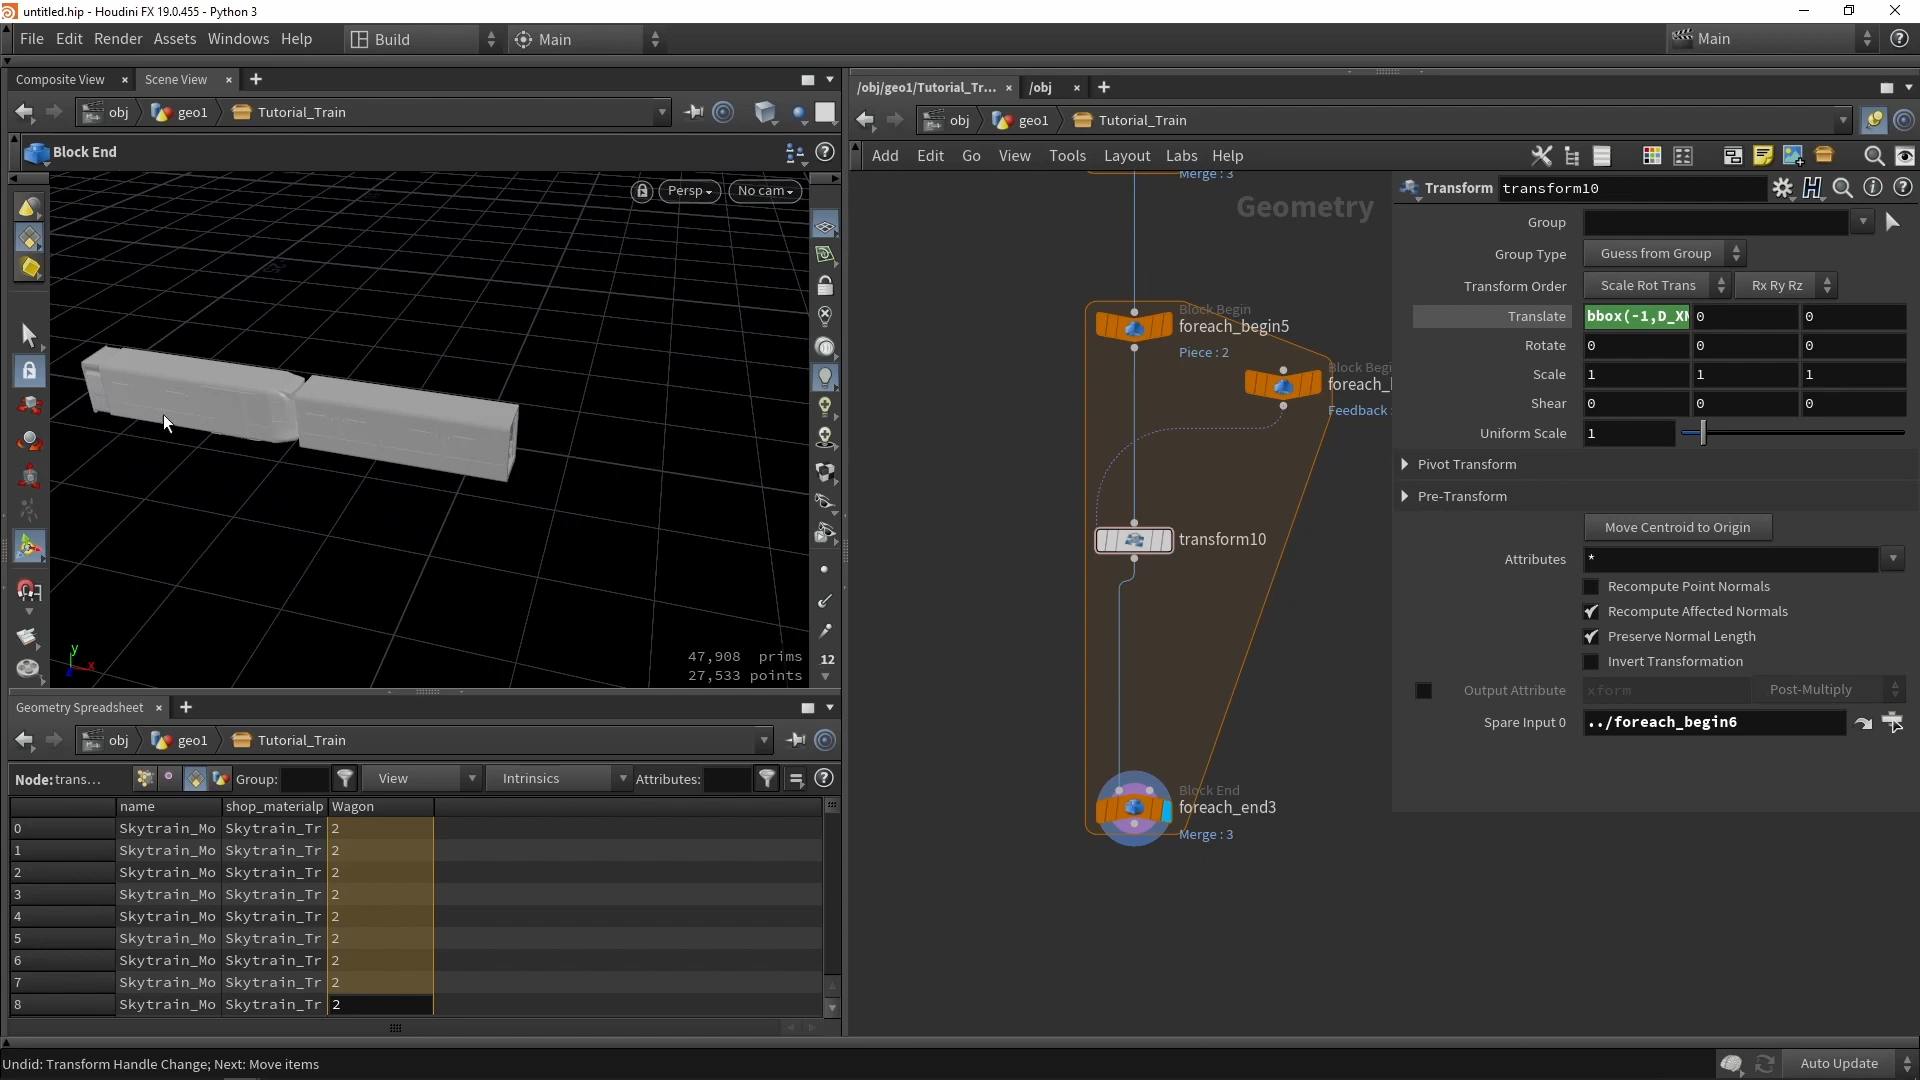 untitled.hip - Houdini FX 19.0.455 - Python 3
File Edit Render Assets Windows Help Build Main Main
Composite View Scene View
obj geo1 Tutorial_Train
Block End
Persp No cam
y
x
47,908 prims
27,533 points
12
Geometry Spreadsheet
obj geo1 Tutorial_Train
Node: trans... Group: View Intrinsics Attributes:
name shop_materialp Wagon
0 Skytrain_Mo Skytrain_Tr 2
1 Skytrain_Mo Skytrain_Tr 2
2 Skytrain_Mo Skytrain_Tr 2
3 Skytrain_Mo Skytrain_Tr 2
4 Skytrain_Mo Skytrain_Tr 2
5 Skytrain_Mo Skytrain_Tr 2
6 Skytrain_Mo Skytrain_Tr 2
7 Skytrain_Mo Skytrain_Tr 2
8 Skytrain_Mo Skytrain_Tr 2
/obj/geo1/Tutorial_Tr... /obj
obj geo1 Tutorial_Train
Add Edit Go View Tools Layout Labs Help
Merge : 3
Geometry
Block Begin
foreach_begin5
Piece : 2
Block Begi
foreach_
Feedback
transform10
Block End
foreach_end3
Merge : 3
Transform transform10
Group
Group Type Guess from Group
Transform Order Scale Rot Trans Rx Ry Rz
Translate bbox(-1,D_X 0 0
Rotate 0 0 0
Scale 1 1 1
Shear 0 0 0
Uniform Scale 1
Pivot Transform
Pre-Transform
Move Centroid to Origin
Attributes *
Recompute Point Normals
Recompute Affected Normals
Preserve Normal Length
Invert Transformation
Output Attribute xform Post-Multiply
Spare Input 0 ../foreach_begin6
Undid: Transform Handle Change; Next: Move items
Auto Update